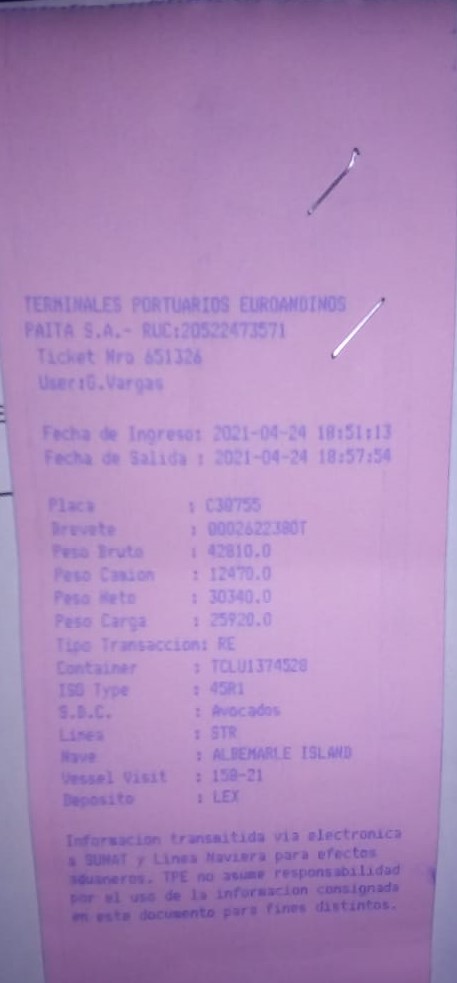 TERMINALES PORTUARIOS EUROANDINOS
PAITA S.A.- RUC:20522473571
Ticket Nro 651326
User:G.Vargas
Fecha de Ingreso: 2021-04-24 18:51:13
Fecha de Salida : 2021-04-24 18:57:54
Placa : C30755
Brevete : 0002622380T
Peso Bruto : 42810.0
Peso Camion : 12470.0
Peso Neto : 30340.0
Peso Carga : 25920.0
Tipo Transaccion: RE
Container : TCLU1374520
ISO Type : 45R1
S.D.C. : Avocados
Linea : STR
Nave : ALBEMARLE ISLAND
Vessel Visit : 150-21
Deposito : LEX
Informacion transmitida via electronica
a SUNAT y Linea Naviera para efectos
aduaneros. TPE no asume responsabilidad
por el uso de la informacion consignada
en este documento para fines distintos.